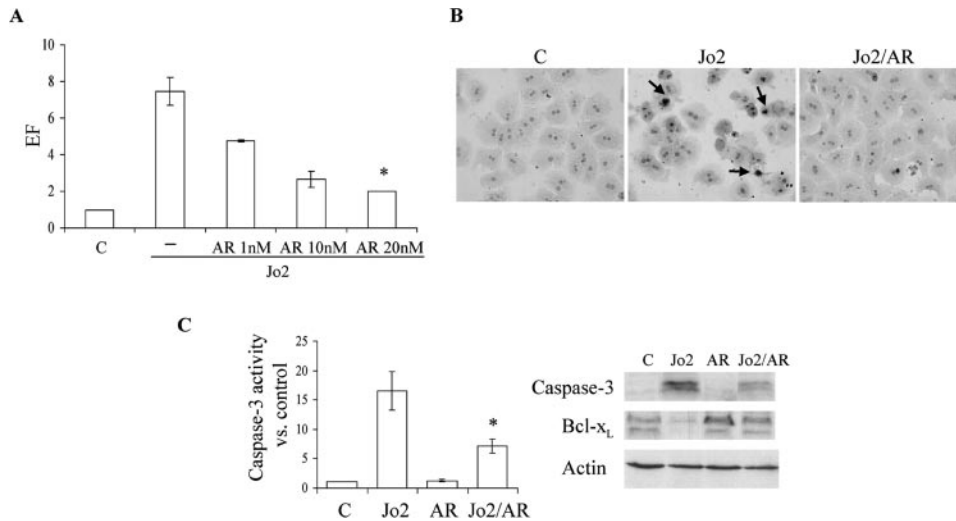 A
10
8
6
4
2
0
EF
C
–
AR 1nM
AR 10nM
AR 20nM
*
Jo2
B
C
Jo2
Jo2/AR
C
25
20
15
10
5
0
Caspase-3 activity
vs. control
*
C
Jo2
AR
Jo2/AR
C Jo2 AR Jo2/AR
Caspase-3
Bcl-xL
Actin